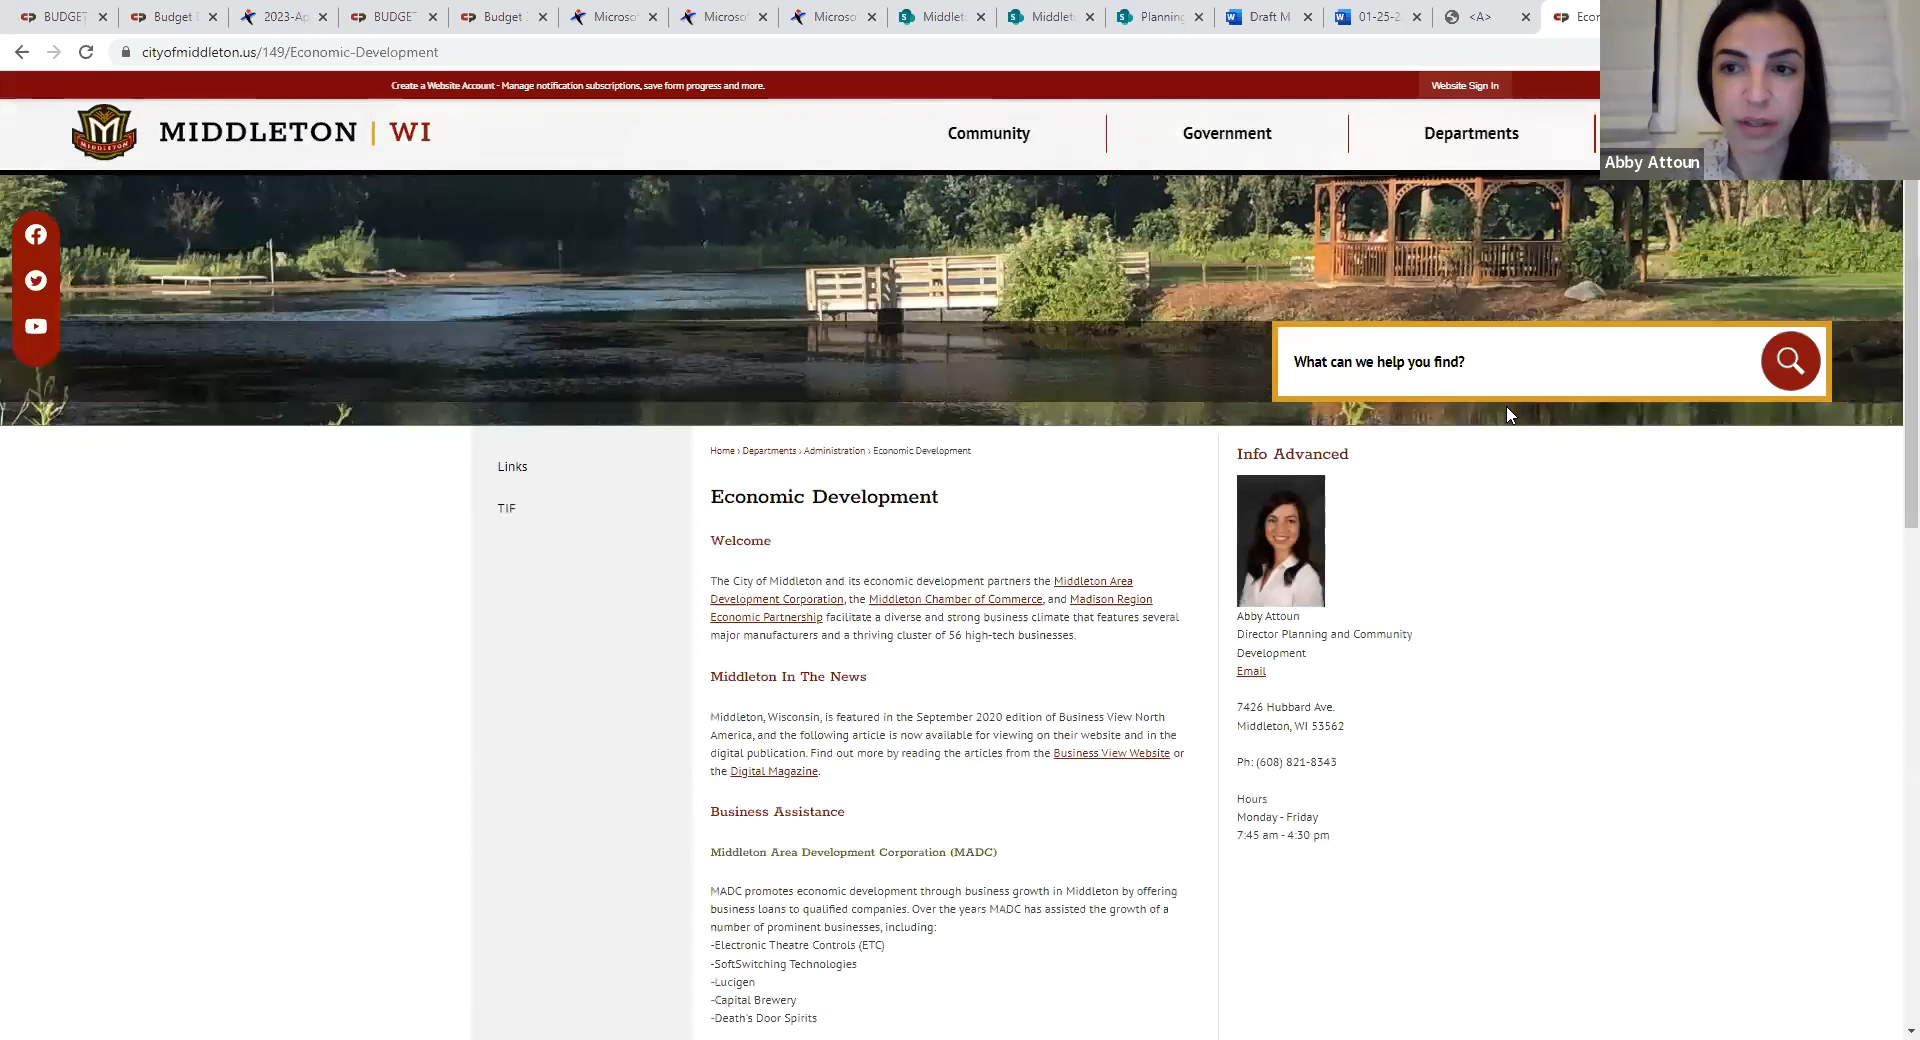 BUDGET
Budget
2023-Ap
BUDGET
Budget
Microso
Microso
Microso
Middlet
Middlet
Planning
Draft M
01-25-2
<A>
Econ
cityofmiddleton.us/149/Economic-Development
Create a Website Account - Manage notification subscriptions, save form progress and more.
Website Sign In
M
MIDDLETON
MIDDLETON | WI
Community
Government
Departments
Abby Attoun
What can we help you find?
Links
TIF
Home › Departments › Administration › Economic Development
Economic Development
Welcome
The City of Middleton and its economic development partners the Middleton Area
Development Corporation, the Middleton Chamber of Commerce, and Madison Region
Economic Partnership facilitate a diverse and strong business climate that features several
major manufacturers and a thriving cluster of 56 high-tech businesses.
Middleton In The News
Middleton, Wisconsin, is featured in the September 2020 edition of Business View North
America, and the following article is now available for viewing on their website and in the
digital publication. Find out more by reading the articles from the Business View Website or
the Digital Magazine.
Business Assistance
Middleton Area Development Corporation (MADC)
MADC promotes economic development through business growth in Middleton by offering
business loans to qualified companies. Over the years MADC has assisted the growth of a
number of prominent businesses, including:
-Electronic Theatre Controls (ETC)
-SoftSwitching Technologies
-Lucigen
-Capital Brewery
-Death's Door Spirits
Info Advanced
Abby Attoun
Director Planning and Community
Development
Email
7426 Hubbard Ave.
Middleton, WI 53562
Ph: (608) 821-8343
Hours
Monday - Friday
7:45 am - 4:30 pm